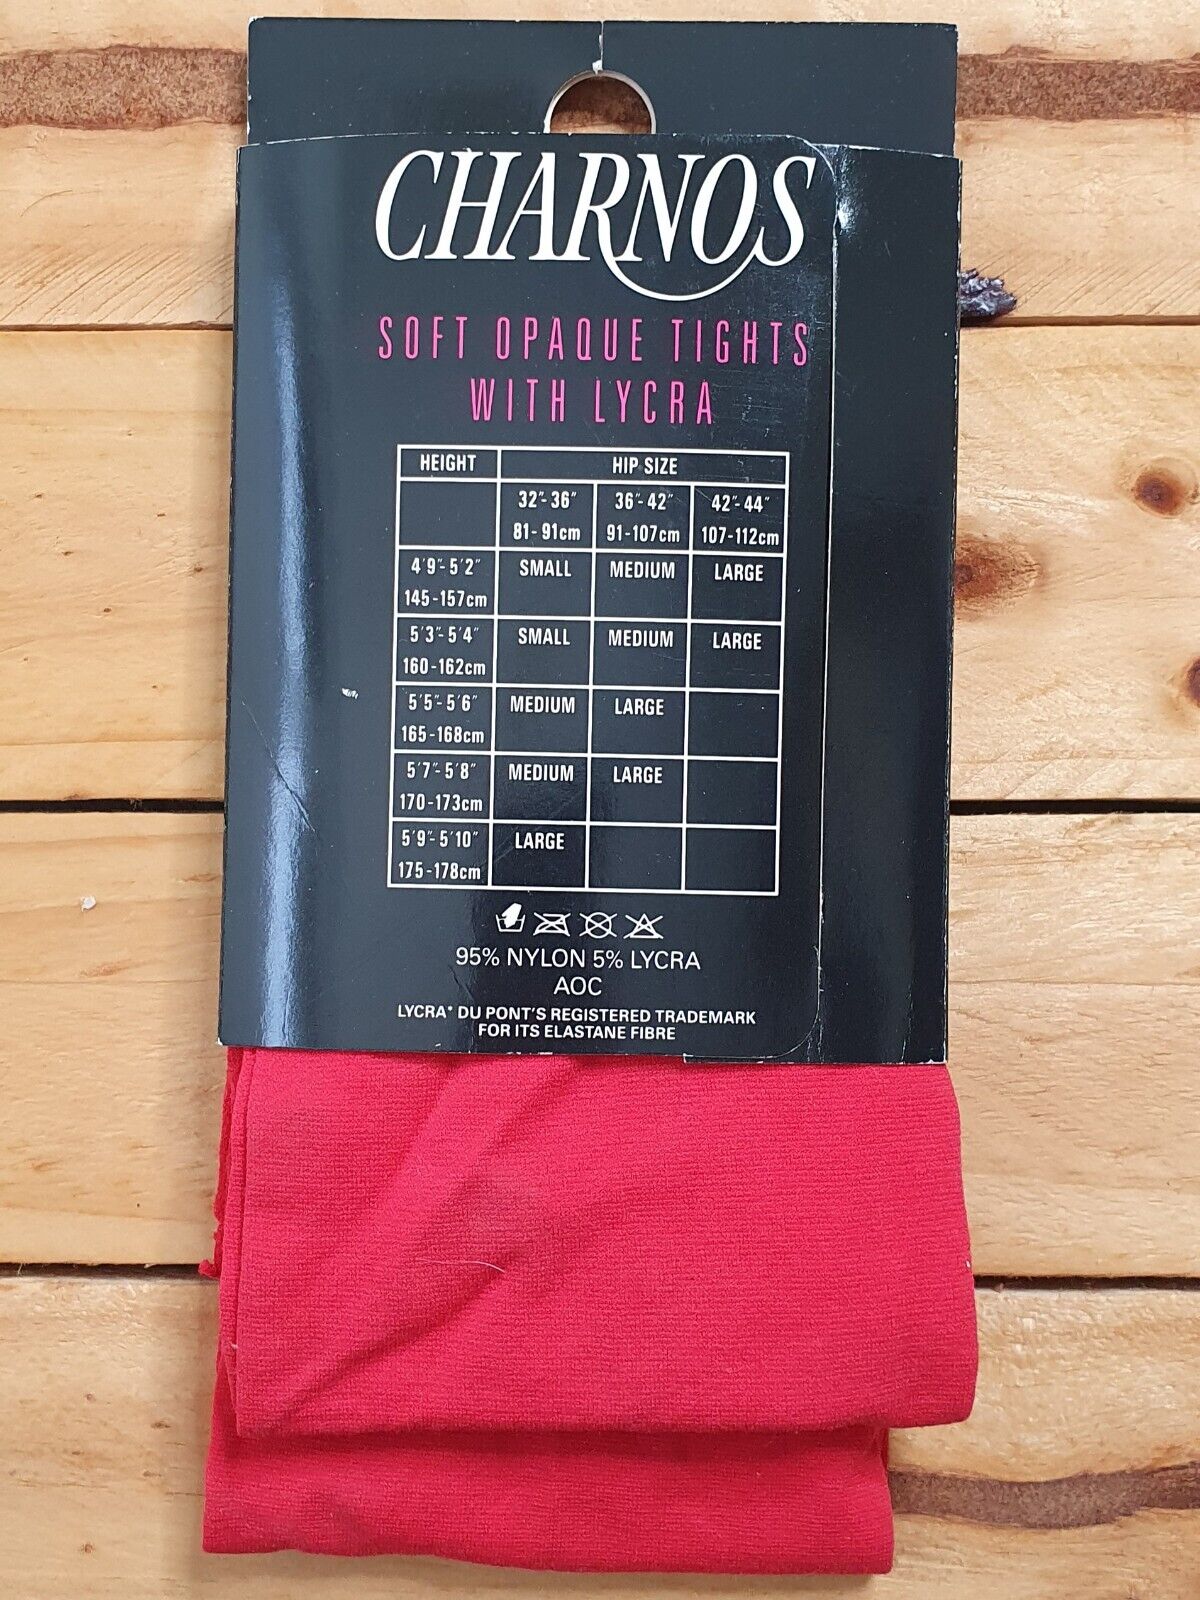 CHARNOS
SOFT OPAQUE TIGHTS
WITH LYCRA
HEIGHT HIP SIZE
32"-36" 36"-42" 42"-44"
81-91cm 91-107cm 107-112cm
4'9"-5'2" SMALL MEDIUM LARGE
145-157cm
5'3"-5'4" SMALL MEDIUM LARGE
160-162cm
5'5"-5'6" MEDIUM LARGE
165-168cm
5'7"-5'8" MEDIUM LARGE
170-173cm
5'9"-5'10" LARGE
175-178cm
95% NYLON 5% LYCRA
AOC
LYCRA® DU PONT'S REGISTERED TRADEMARK
FOR ITS ELASTANE FIBRE